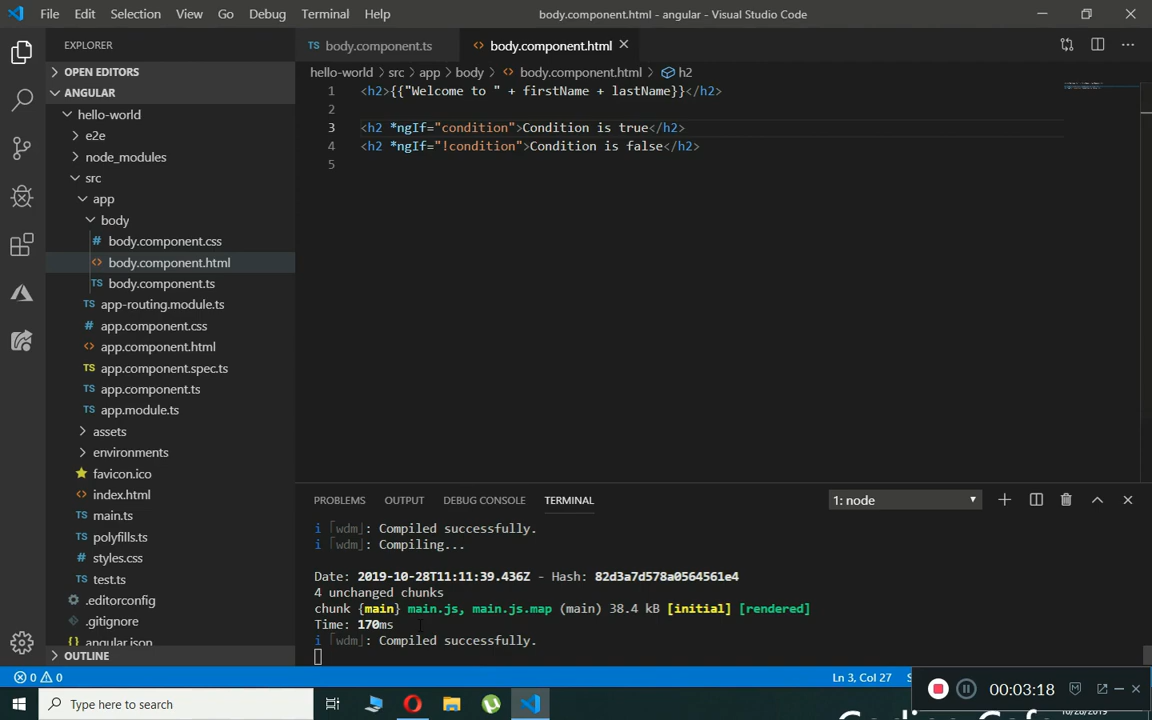 File Edit Selection View Go Debug Terminal Help
body.component.html - angular - Visual Studio Code
EXPLORER
OPEN EDITORS
ANGULAR
hello-world
e2e
node_modules
src
app
body
body.component.css
body.component.html
body.component.ts
app-routing.module.ts
app.component.css
app.component.html
app.component.spec.ts
app.component.ts
app.module.ts
assets
environments
favicon.ico
index.html
main.ts
polyfills.ts
styles.css
test.ts
.editorconfig
.gitignore
angular.json
OUTLINE
body.component.ts body.component.html
hello-world > src > app > body > body.component.html > h2
1 <h2>{{"Welcome to " + firstName + lastName}}</h2>
2
3 <h2 *ngIf="condition">Condition is true</h2>
4 <h2 *ngIf="!condition">Condition is false</h2>
5
PROBLEMS OUTPUT DEBUG CONSOLE TERMINAL 1: node
i ｢wdm｣: Compiled successfully.
i ｢wdm｣: Compiling...
Date: 2019-10-28T11:11:39.436Z - Hash: 82d3a7d578a0564561e4
4 unchanged chunks
chunk {main} main.js, main.js.map (main) 38.4 kB [initial] [rendered]
Time: 170ms
i ｢wdm｣: Compiled successfully.
0 0 Ln 3, Col 27
00:03:18
Type here to search